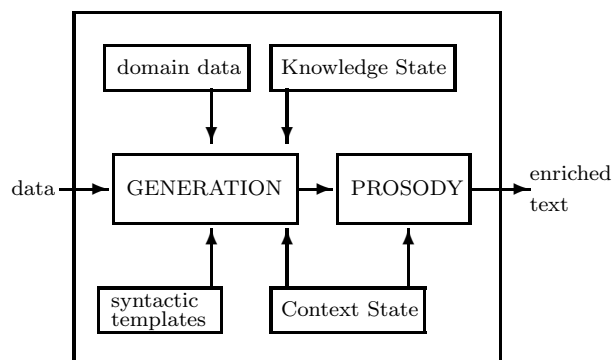 domain data
Knowledge State
data
GENERATION
PROSODY
enriched
text
syntactic
templates
Context State